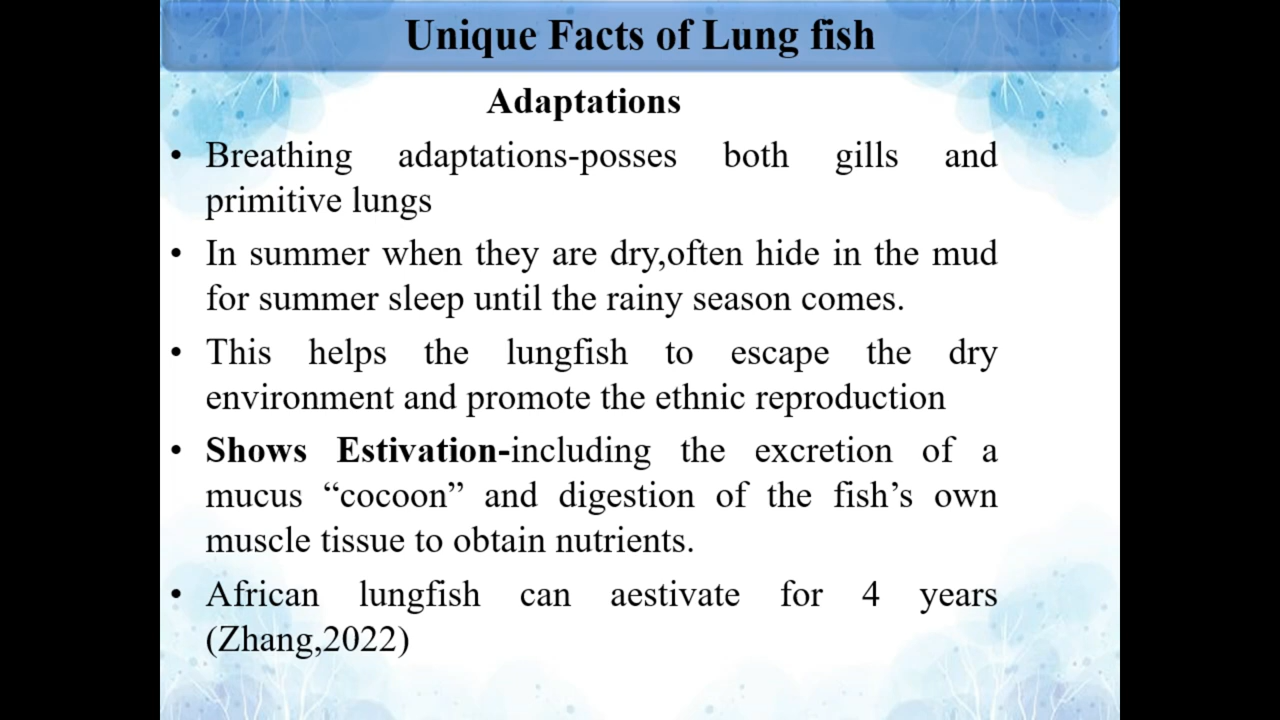 Unique Facts of Lung fish
Adaptations
• Breathing adaptations-posses both gills and
primitive lungs
• In summer when they are dry,often hide in the mud
for summer sleep until the rainy season comes.
• This helps the lungfish to escape the dry
environment and promote the ethnic reproduction
• Shows Estivation-including the excretion of a
mucus “cocoon” and digestion of the fish’s own
muscle tissue to obtain nutrients.
• African lungfish can aestivate for 4 years
(Zhang,2022)